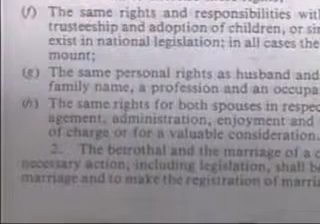 (f) The same rights and responsibilities wit
trusteeship and adoption of children, or si
exist in national legislation; in all cases the
mount;
(g) The same personal rights as husband and
family name, a profession and an occupa
(h) The same rights for both spouses in respec
agement, administration, enjoyment and
of charge or for a valuable consideration.
2. The betrothal and the marriage of a c
necessary action, including legislation, shall be
marriage and to make the registration of marria